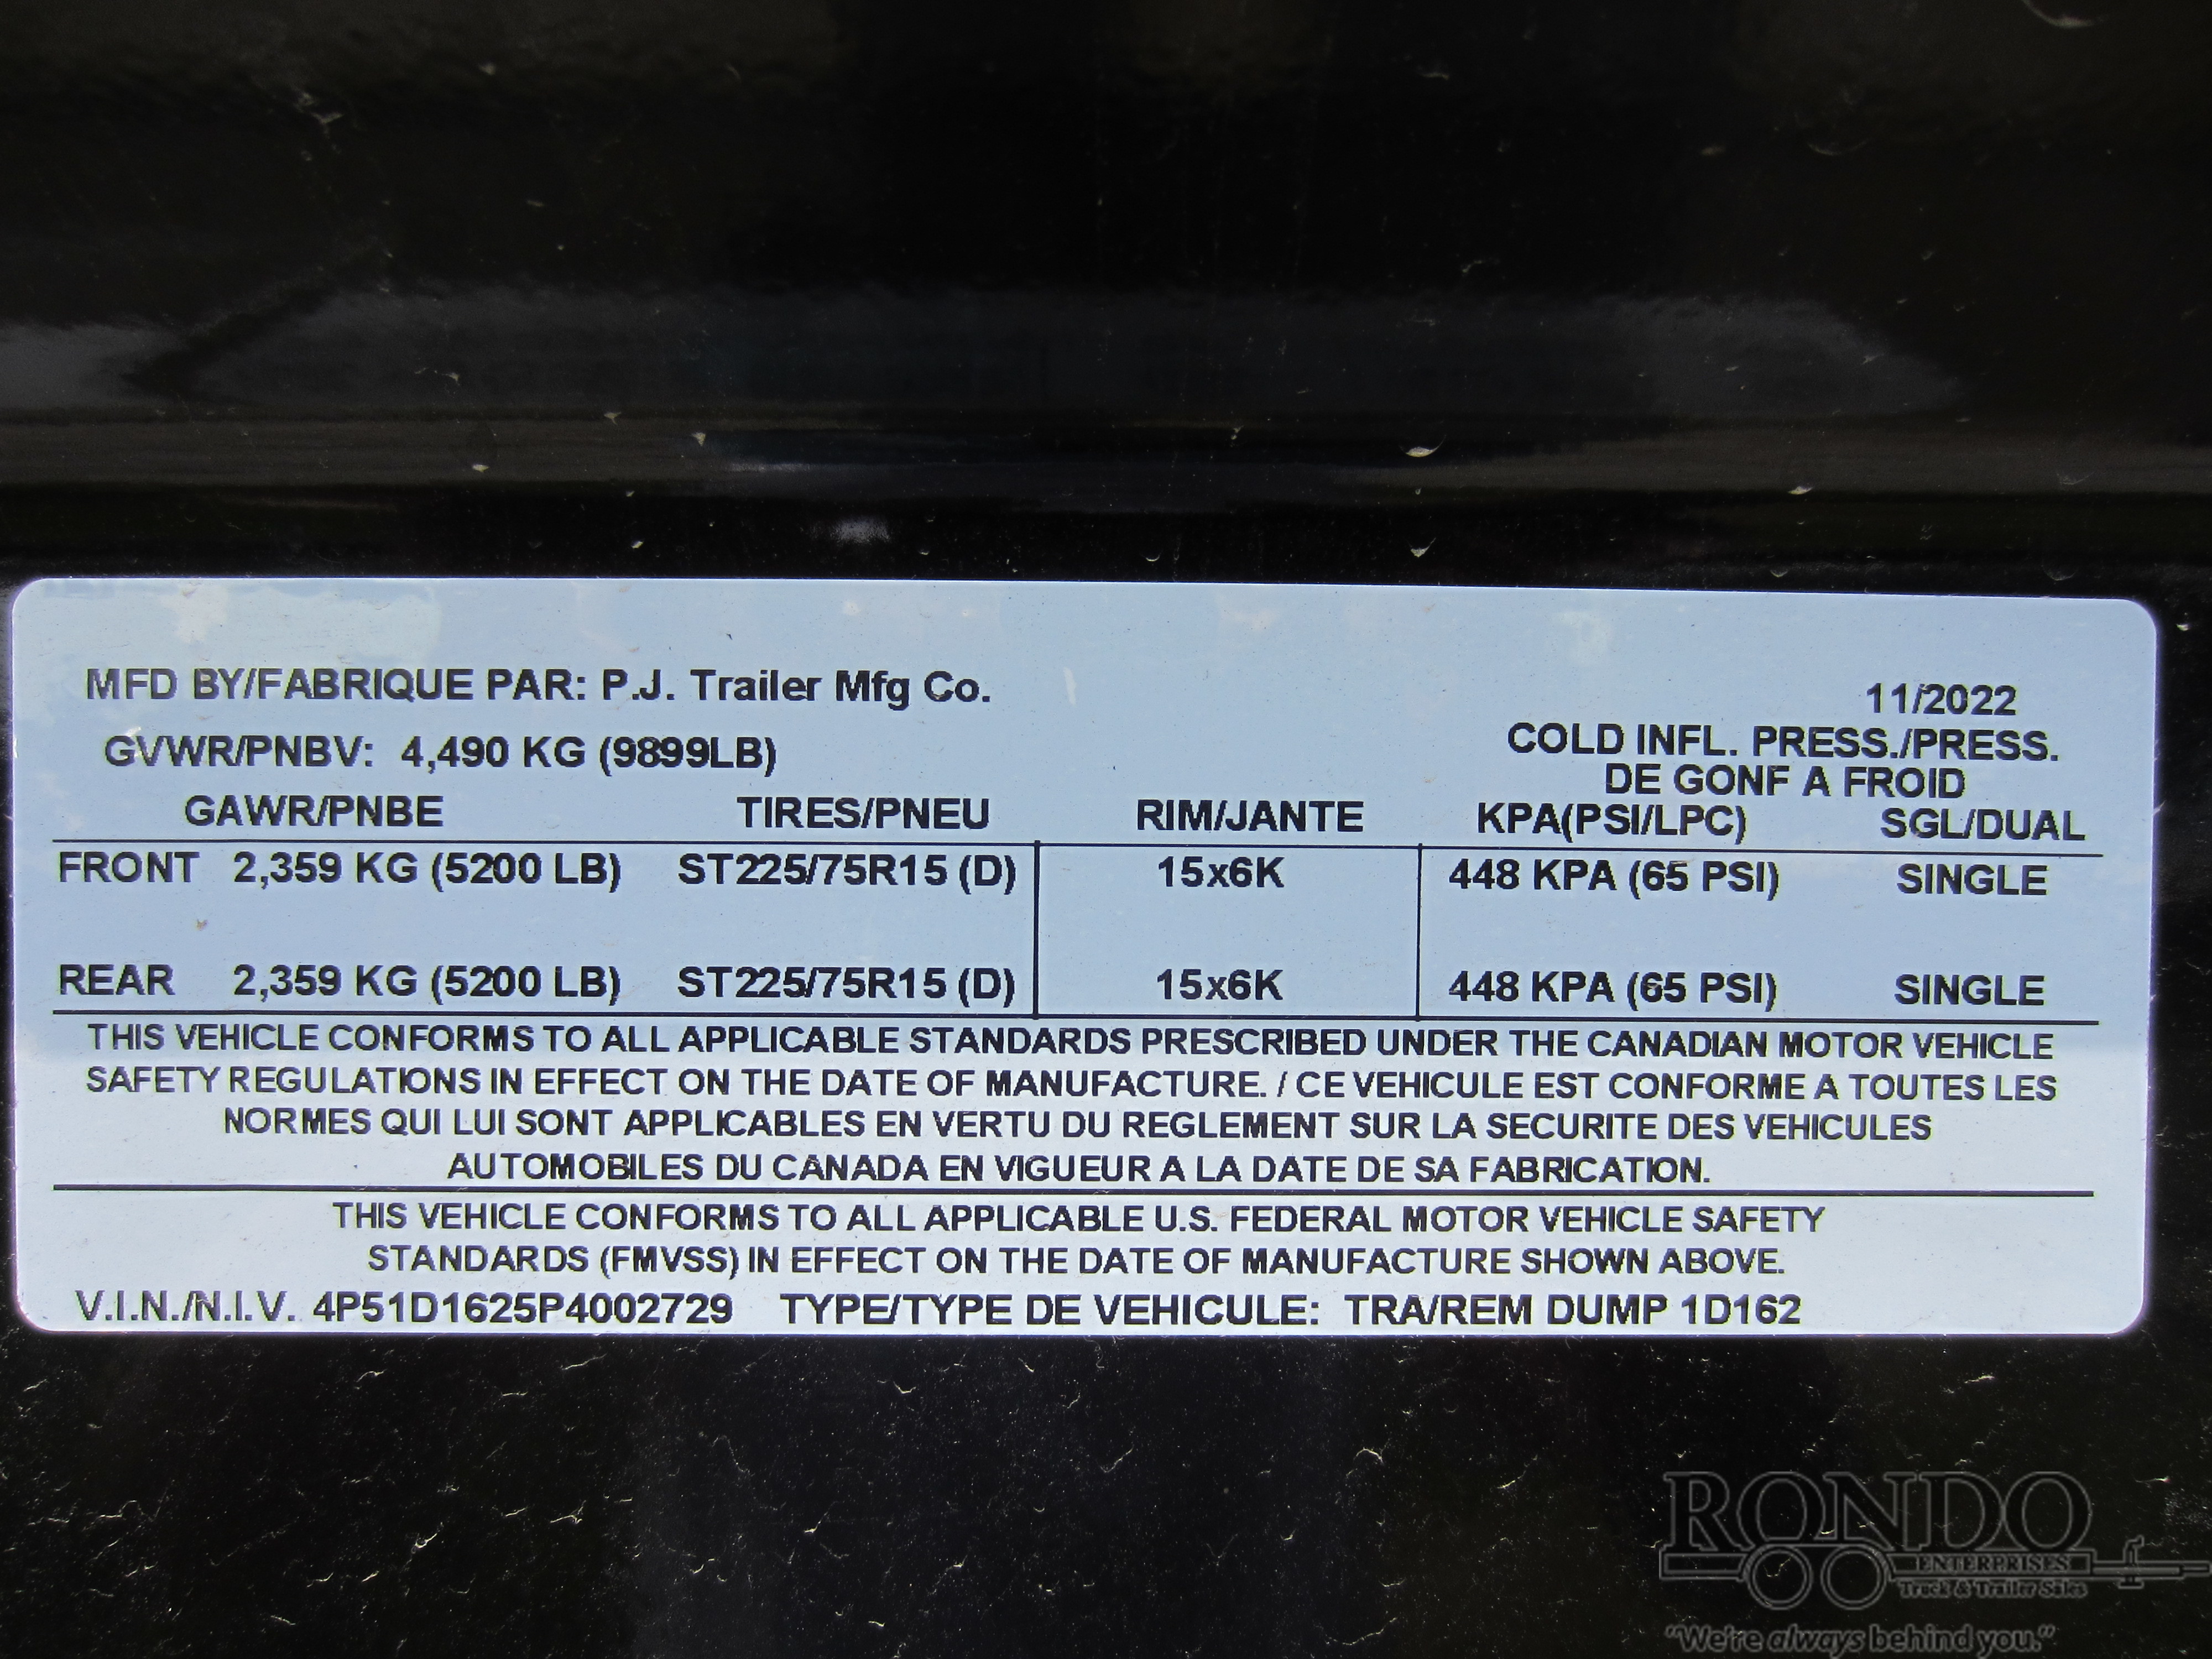 MFD BY/FABRIQUE PAR: P.J. Trailer Mfg Co.
11/2022
GVWR/PNBV: 4,490 KG (9899LB)
COLD INFL. PRESS./PRESS.
DE GONF A FROID
GAWR/PNBE TIRES/PNEU RIM/JANTE KPA(PSI/LPC) SGL/DUAL
FRONT 2,359 KG (5200 LB) ST225/75R15 (D) 15x6K 448 KPA (65 PSI) SINGLE
REAR 2,359 KG (5200 LB) ST225/75R15 (D) 15x6K 448 KPA (65 PSI) SINGLE
THIS VEHICLE CONFORMS TO ALL APPLICABLE STANDARDS PRESCRIBED UNDER THE CANADIAN MOTOR VEHICLE
SAFETY REGULATIONS IN EFFECT ON THE DATE OF MANUFACTURE. / CE VEHICULE EST CONFORME A TOUTES LES
NORMES QUI LUI SONT APPLICABLES EN VERTU DU REGLEMENT SUR LA SECURITE DES VEHICULES
AUTOMOBILES DU CANADA EN VIGUEUR A LA DATE DE SA FABRICATION.
THIS VEHICLE CONFORMS TO ALL APPLICABLE U.S. FEDERAL MOTOR VEHICLE SAFETY
STANDARDS (FMVSS) IN EFFECT ON THE DATE OF MANUFACTURE SHOWN ABOVE.
V.I.N./N.I.V. 4P51D1625P4002729 TYPE/TYPE DE VEHICULE: TRA/REM DUMP 1D162
RONDO
ENTERPRISES
Truck & Trailer Sales
"We're always behind you."